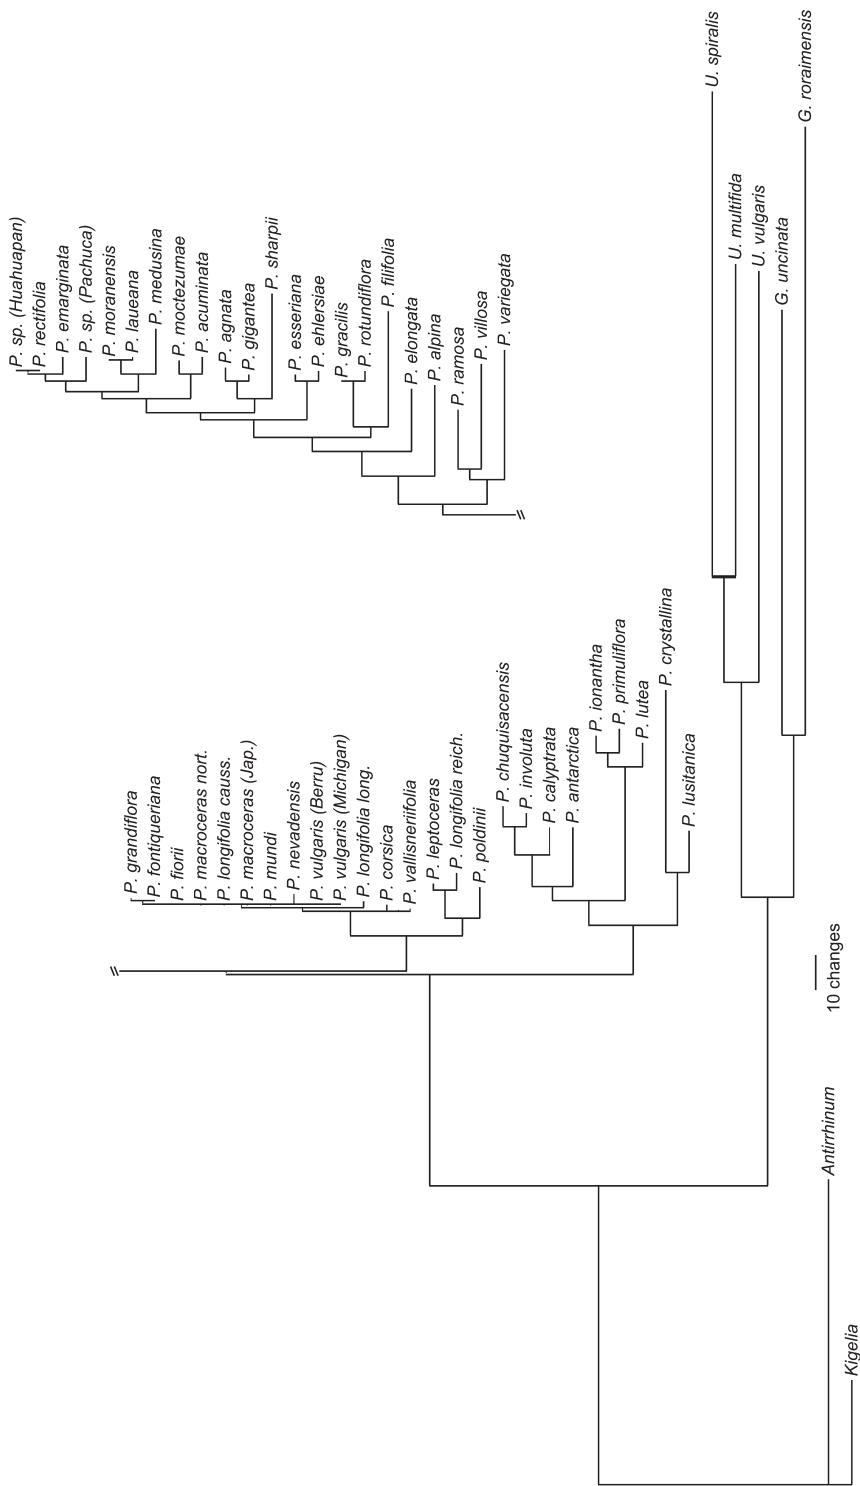 P. sp. (Huahuapan)
P. rectifolia
P. emarginata
P. sp. (Pachuca)
P. moranensis
P. laueana
P. medusina
P. moctezumae
P. acuminata
P. agnata
P. gigantea
P. sharpii
P. esseriana
P. ehlersiae
P. gracilis
P. rotundiflora
P. filifolia
P. elongata
P. alpina
P. ramosa
P. villosa
P. variegata
P. grandiflora
P. fontiqueriana
P. fiorii
P. macroceras nort.
P. longifolia causs.
P. macroceras (Jap.)
P. mundi
P. nevadensis
P. vulgaris (Berru)
P. vulgaris (Michigan)
P. longifolia long.
P. corsica
P. vallisneriifolia
P. leptoceras
P. longifolia reich.
P. poldinii
P. chuquisacensis
P. involuta
P. calyptrata
P. antarctica
P. ionantha
P. primuliflora
P. lutea
P. crystallina
P. lusitanica
U. spiralis
U. multifida
U. vulgaris
G. uncinata
G. roraimensis
Antirrhinum
Kigelia
10 changes